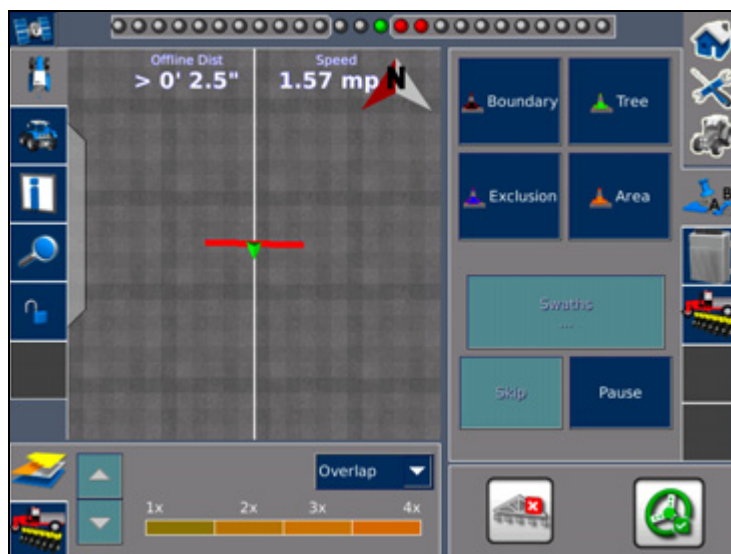 Offline Dist
Speed
> 0' 2.5"
1.57 mp
N
Boundary
Tree
Exclusion
Area
A
B
Swaths
...
Skip
Pause
Overlap
1x
2x
3x
4x